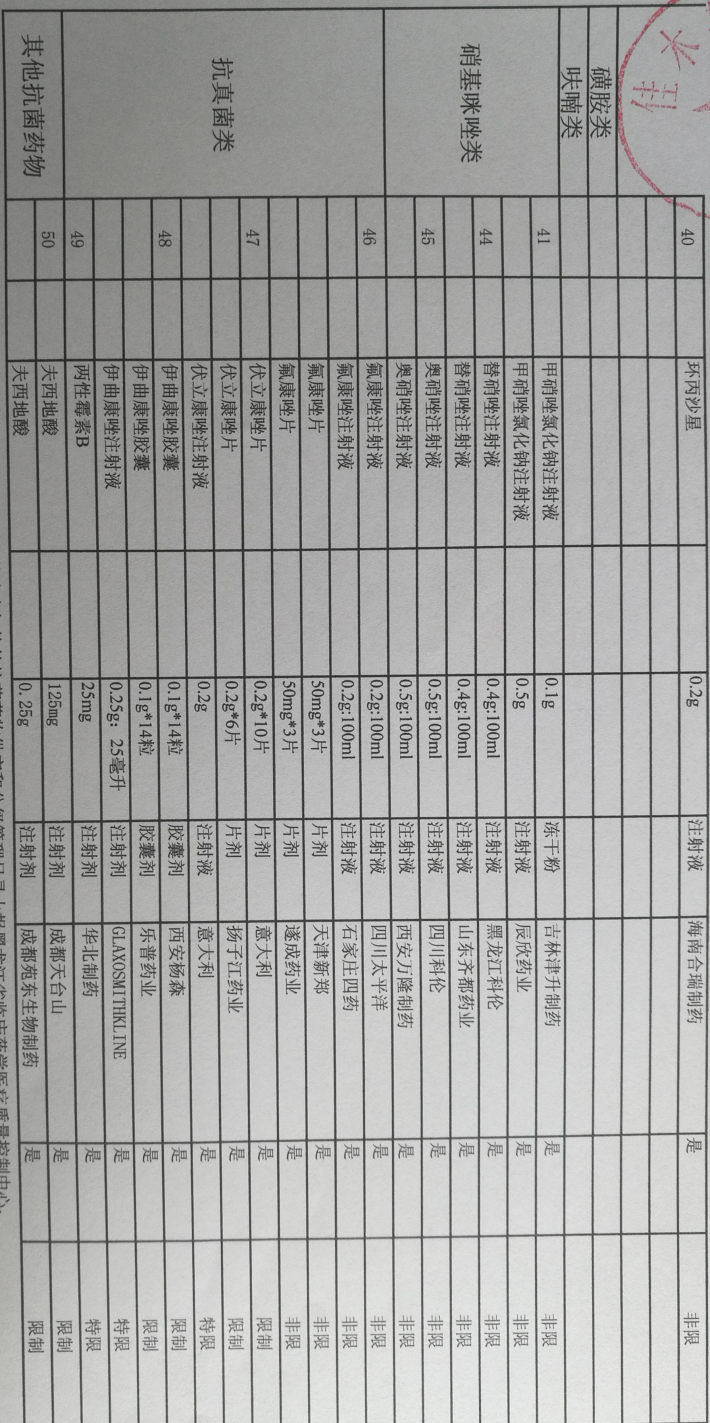 40 环丙沙星 0.2g 注射液 海南合瑞制药 是 非限
磺胺类
呋喃类
硝基咪唑类
41 甲硝唑氯化钠注射液 0.1g 冻干粉 吉林津升制药 是 非限
甲硝唑氯化钠注射液 0.5g 注射液 辰欣药业 是 非限
44 替硝唑注射液 0.4g:100ml 注射液 黑龙江科伦 是 非限
替硝唑注射液 0.4g:100ml 注射液 山东齐都药业 是 非限
45 奥硝唑注射液 0.5g:100ml 注射液 四川科伦 是 非限
奥硝唑注射液 0.5g:100ml 注射液 西安万隆制药 是 非限
抗真菌类
46 氟康唑注射液 0.2g:100ml 注射液 四川太平洋 是 非限
氟康唑注射液 0.2g:100ml 注射液 石家庄四药 是 非限
氟康唑片 50mg*3片 片剂 天津新郑 是 非限
氟康唑片 50mg*3片 片剂 遂成药业 是 非限
47 伏立康唑片 0.2g*10片 片剂 意大利 是 限制
伏立康唑片 0.2g*6片 片剂 扬子江药业 是 限制
伏立康唑注射液 0.2g 注射液 意大利 是 特限
48 伊曲康唑胶囊 0.1g*14粒 胶囊剂 西安杨森 是 限制
伊曲康唑胶囊 0.1g*14粒 胶囊剂 乐普药业 是 限制
伊曲康唑注射液 0.25g：25毫升 注射剂 GLAXOSMITHKLINE 是 特限
49 两性霉素B 25mg 注射剂 华北制药 是 特限
其他抗菌药物
50 夫西地酸 125mg 注射剂 成都天台山 是 限制
夫西地酸 0.25g 注射剂 成都苑东生物制药 是 限制